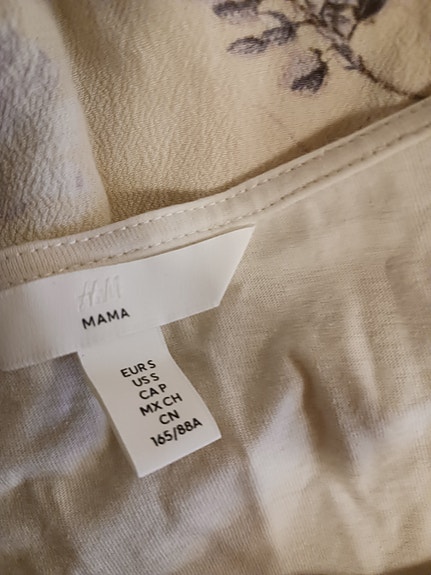 H&M
MAMA
EUR S
US S
CA P
MX CH
CN
165/88A